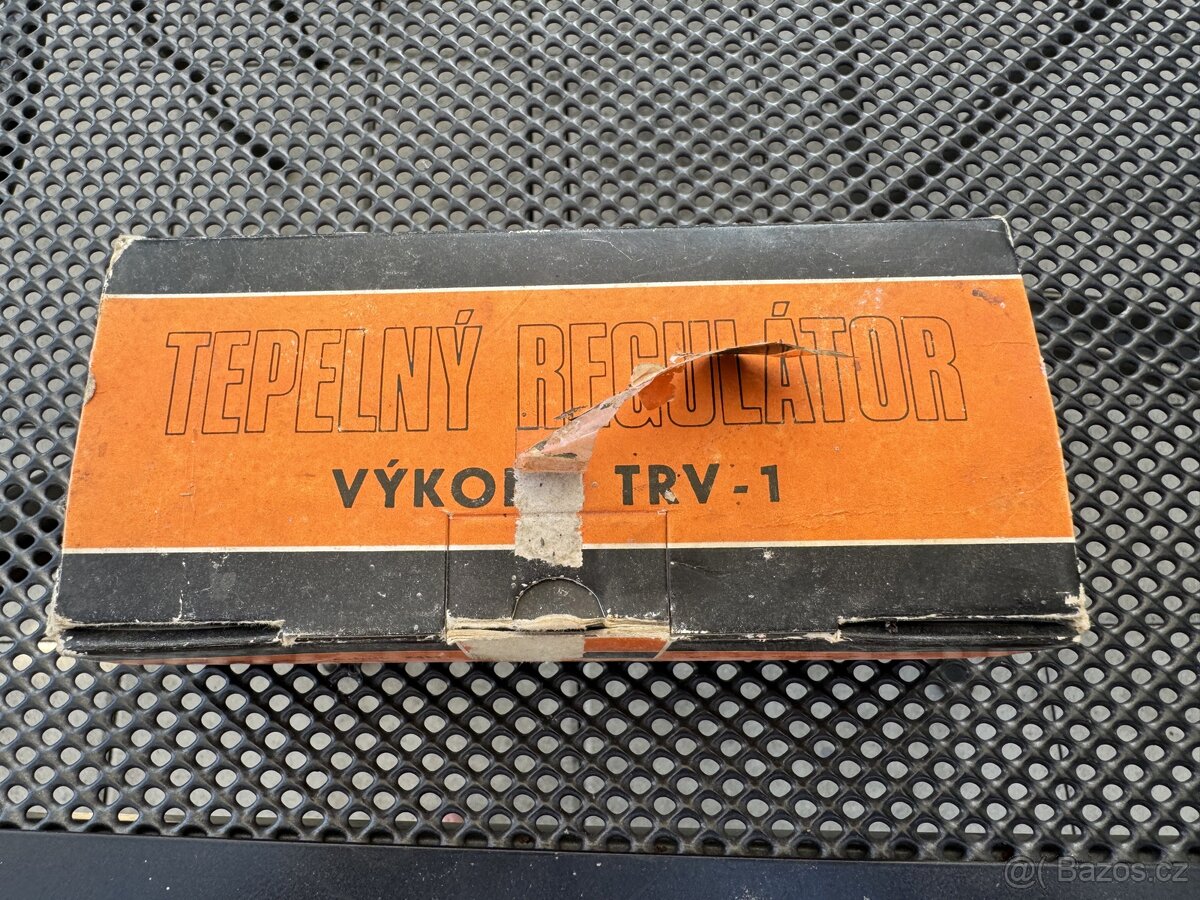 TEPELNÝ REGULÁTOR
TRV - 1
@( Bazos.cz